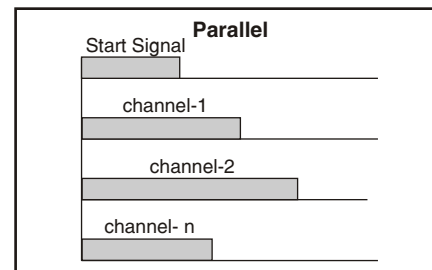 Parallel
Start Signal
channel-1
channel-2
channel- n